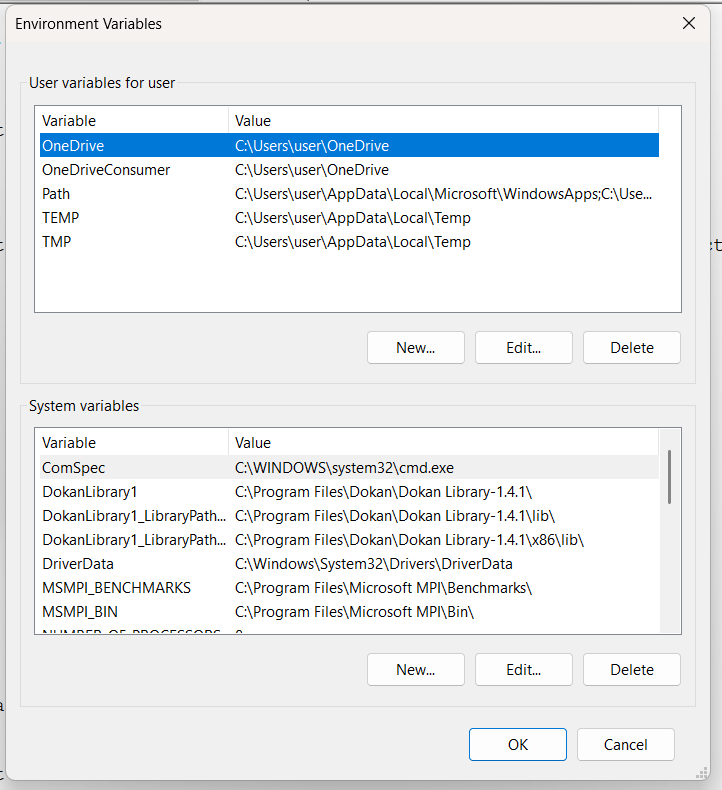 Environment Variables
User variables for user
Variable Value
OneDrive C:\Users\user\OneDrive
OneDriveConsumer C:\Users\user\OneDrive
Path C:\Users\user\AppData\Local\Microsoft\WindowsApps;C:\Use...
TEMP C:\Users\user\AppData\Local\Temp
TMP C:\Users\user\AppData\Local\Temp
New... Edit... Delete
System variables
Variable Value
ComSpec C:\WINDOWS\system32\cmd.exe
DokanLibrary1 C:\Program Files\Dokan\Dokan Library-1.4.1\
DokanLibrary1_LibraryPath... C:\Program Files\Dokan\Dokan Library-1.4.1\lib\
DokanLibrary1_LibraryPath... C:\Program Files\Dokan\Dokan Library-1.4.1\x86\lib\
DriverData C:\Windows\System32\Drivers\DriverData
MSMPI_BENCHMARKS C:\Program Files\Microsoft MPI\Benchmarks\
MSMPI_BIN C:\Program Files\Microsoft MPI\Bin\
NUMBER_OF_PROCESSORS
New... Edit... Delete
OK Cancel